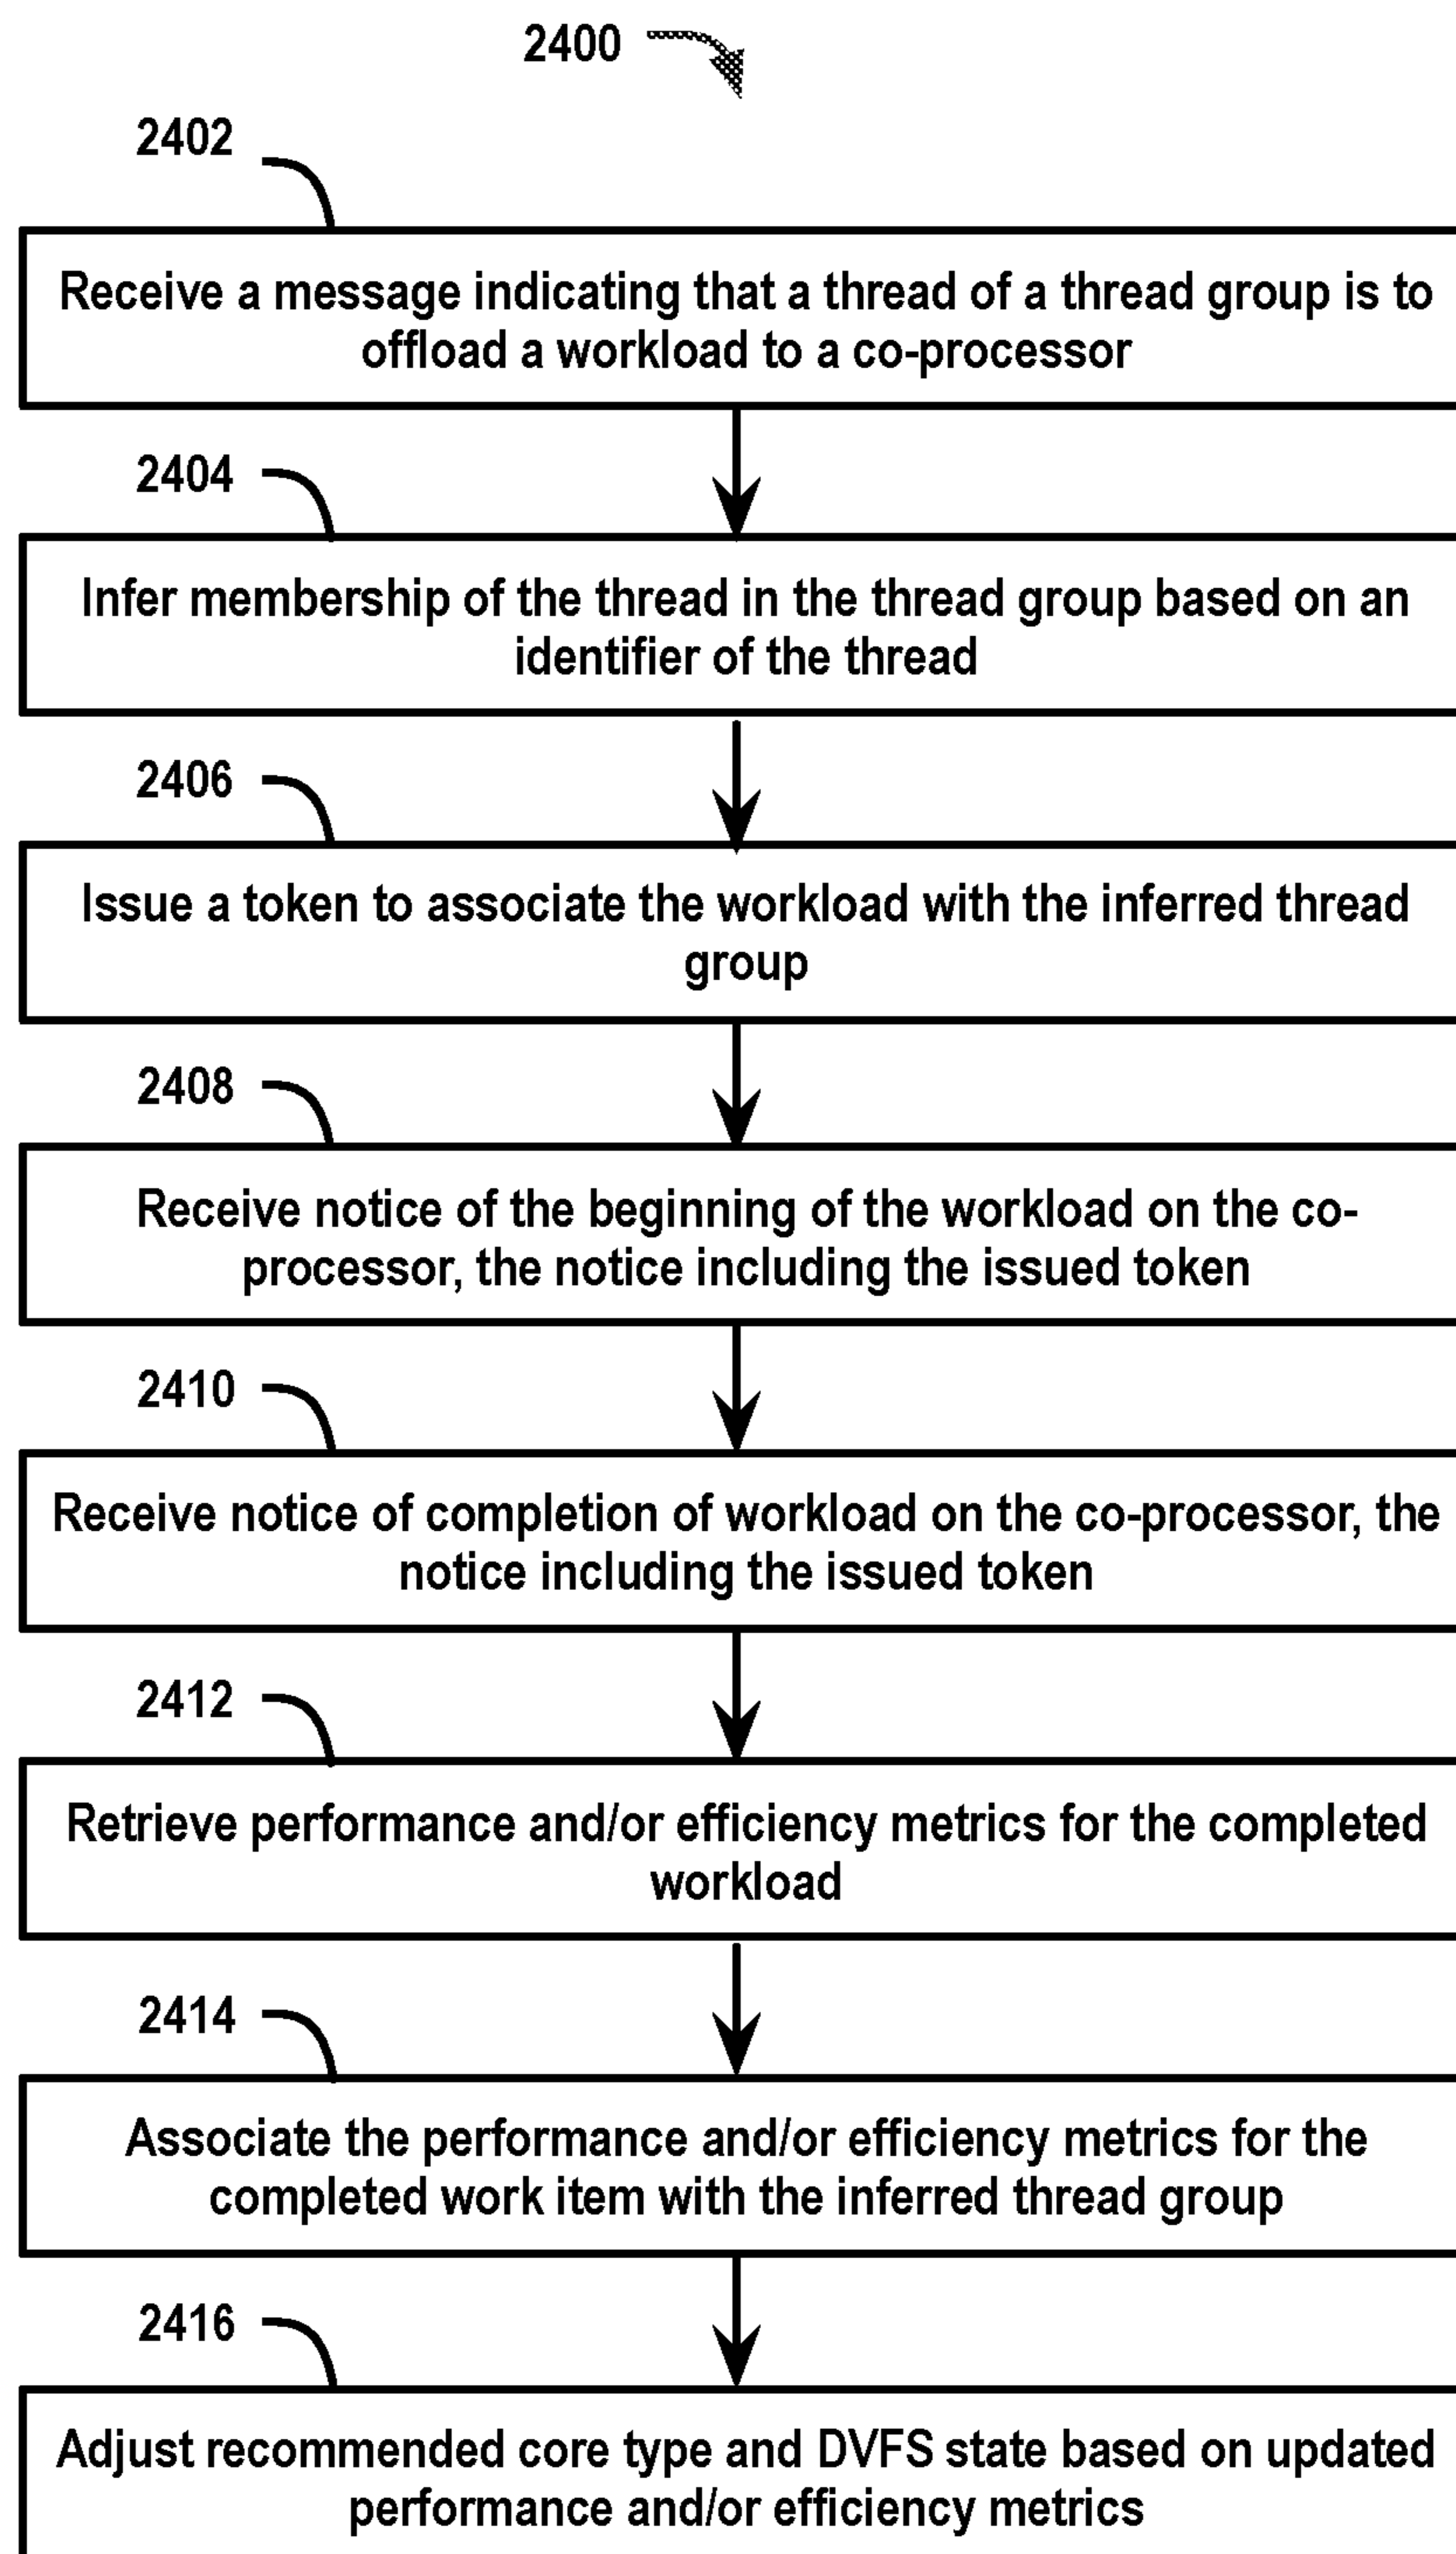 2400
2402
Receive a message indicating that a thread of a thread group is to
offload a workload to a co-processor
2404
Infer membership of the thread in the thread group based on an
identifier of the thread
2406
Issue a token to associate the workload with the inferred thread
group
2408
Receive notice of the beginning of the workload on the co-
processor, the notice including the issued token
2410
Receive notice of completion of workload on the co-processor, the
notice including the issued token
2412
Retrieve performance and/or efficiency metrics for the completed
workload
2414
Associate the performance and/or efficiency metrics for the
completed work item with the inferred thread group
2416
Adjust recommended core type and DVFS state based on updated
performance and/or efficiency metrics